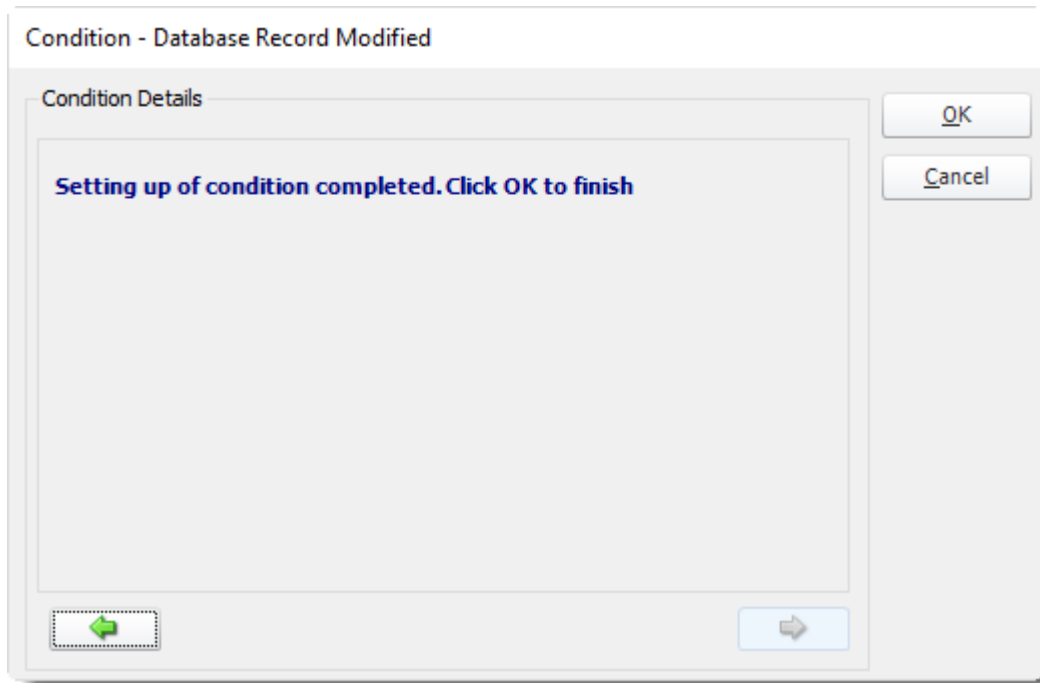 Condition - Database Record Modified
Condition Details
OK
Setting up of condition completed. Click OK to finish
Cancel